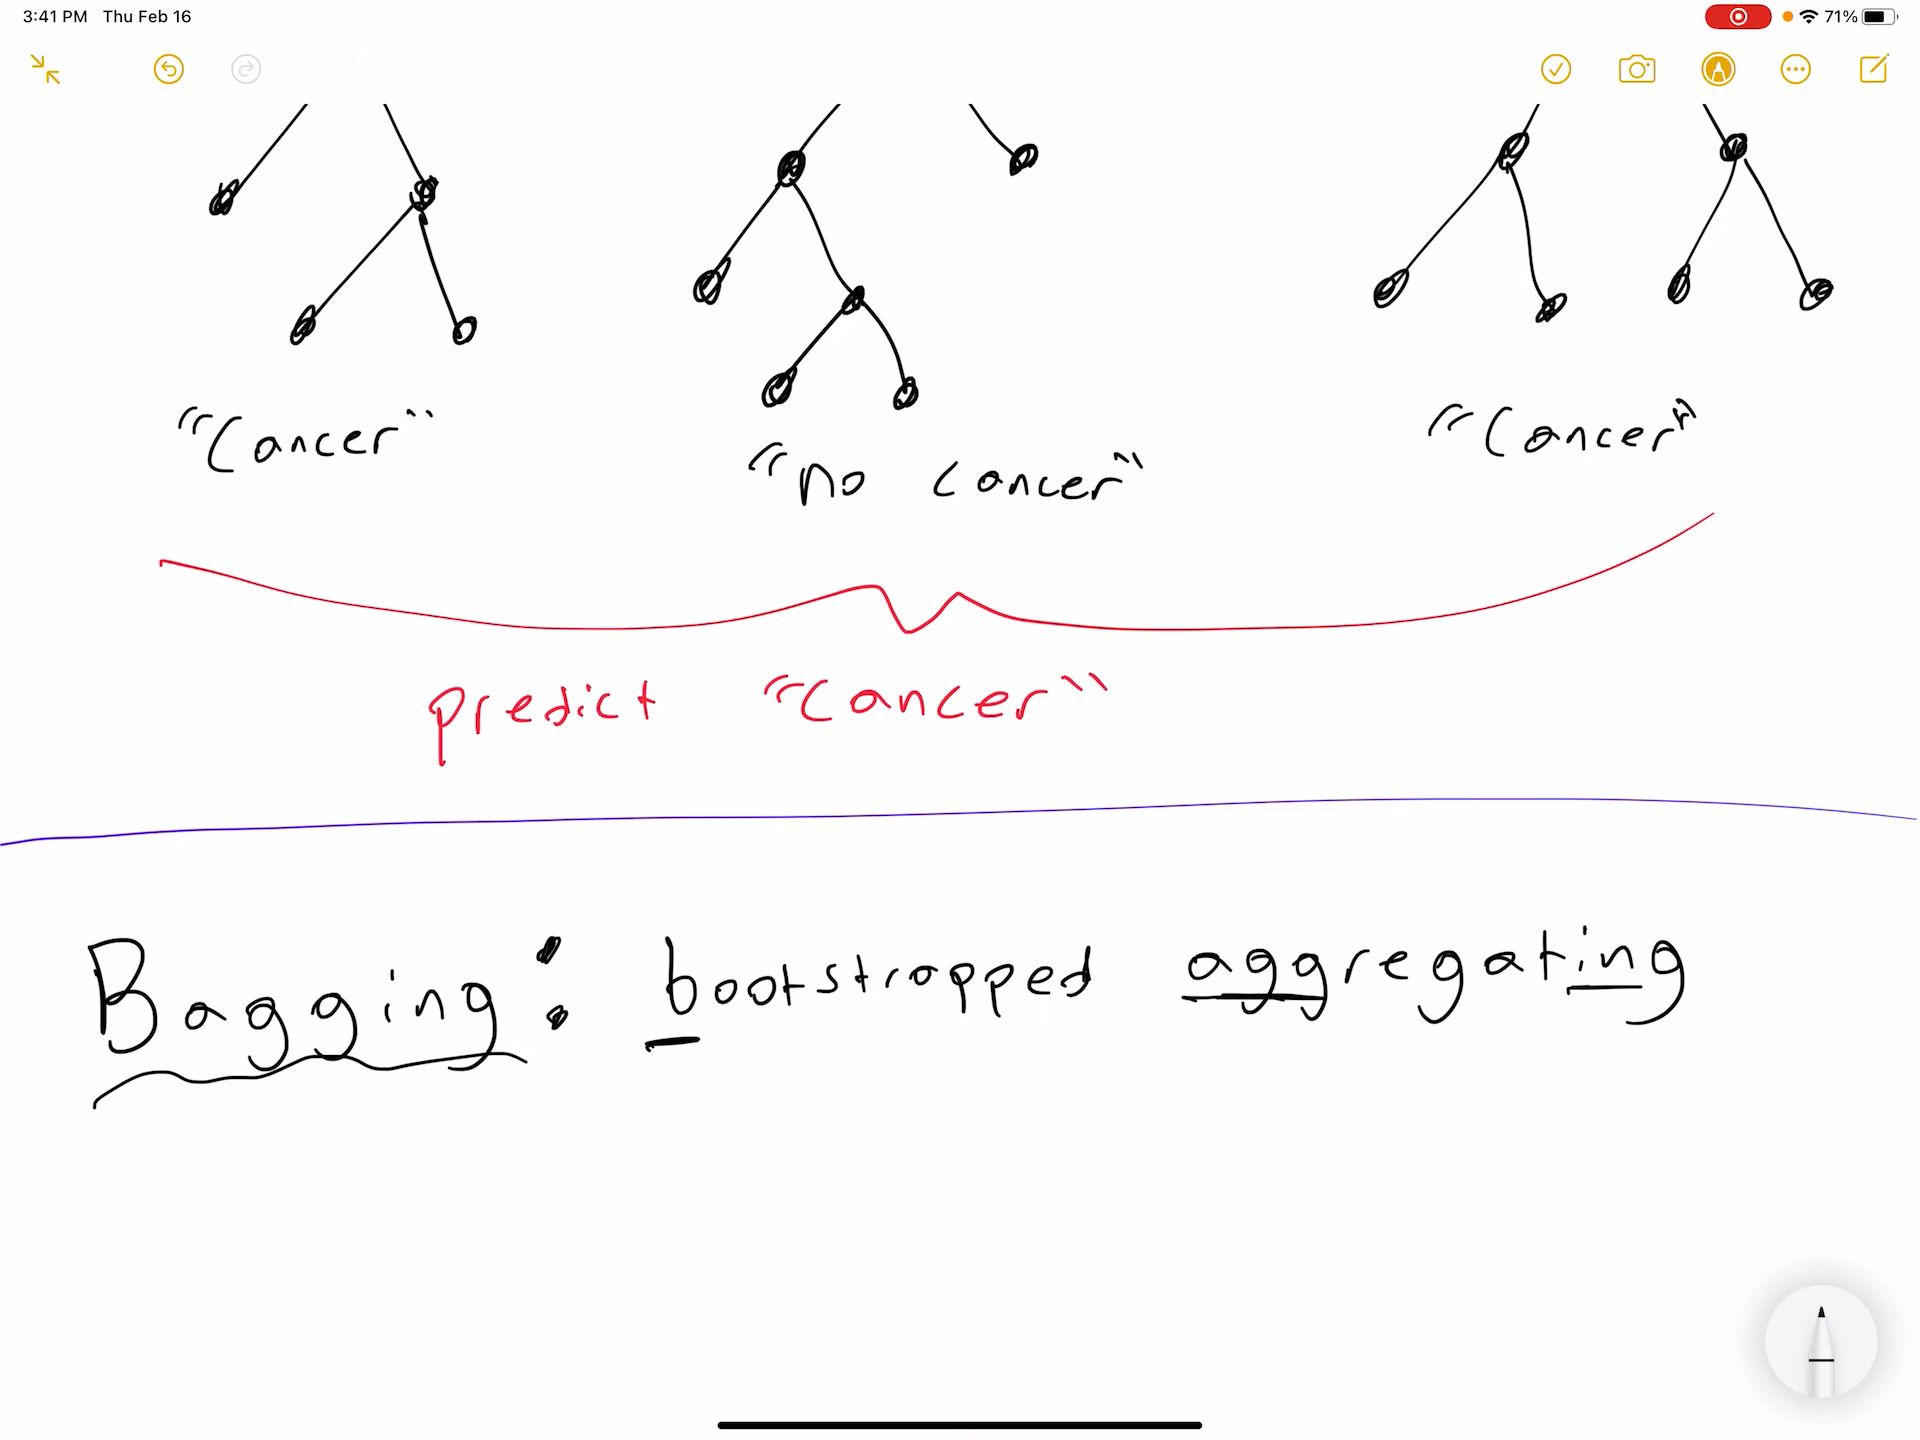 3:41 PM Thu Feb 16
71%
"Cancer"
"no cancer"
"Cancer"
predict "Cancer"
Bagging: bootstrapped aggregating